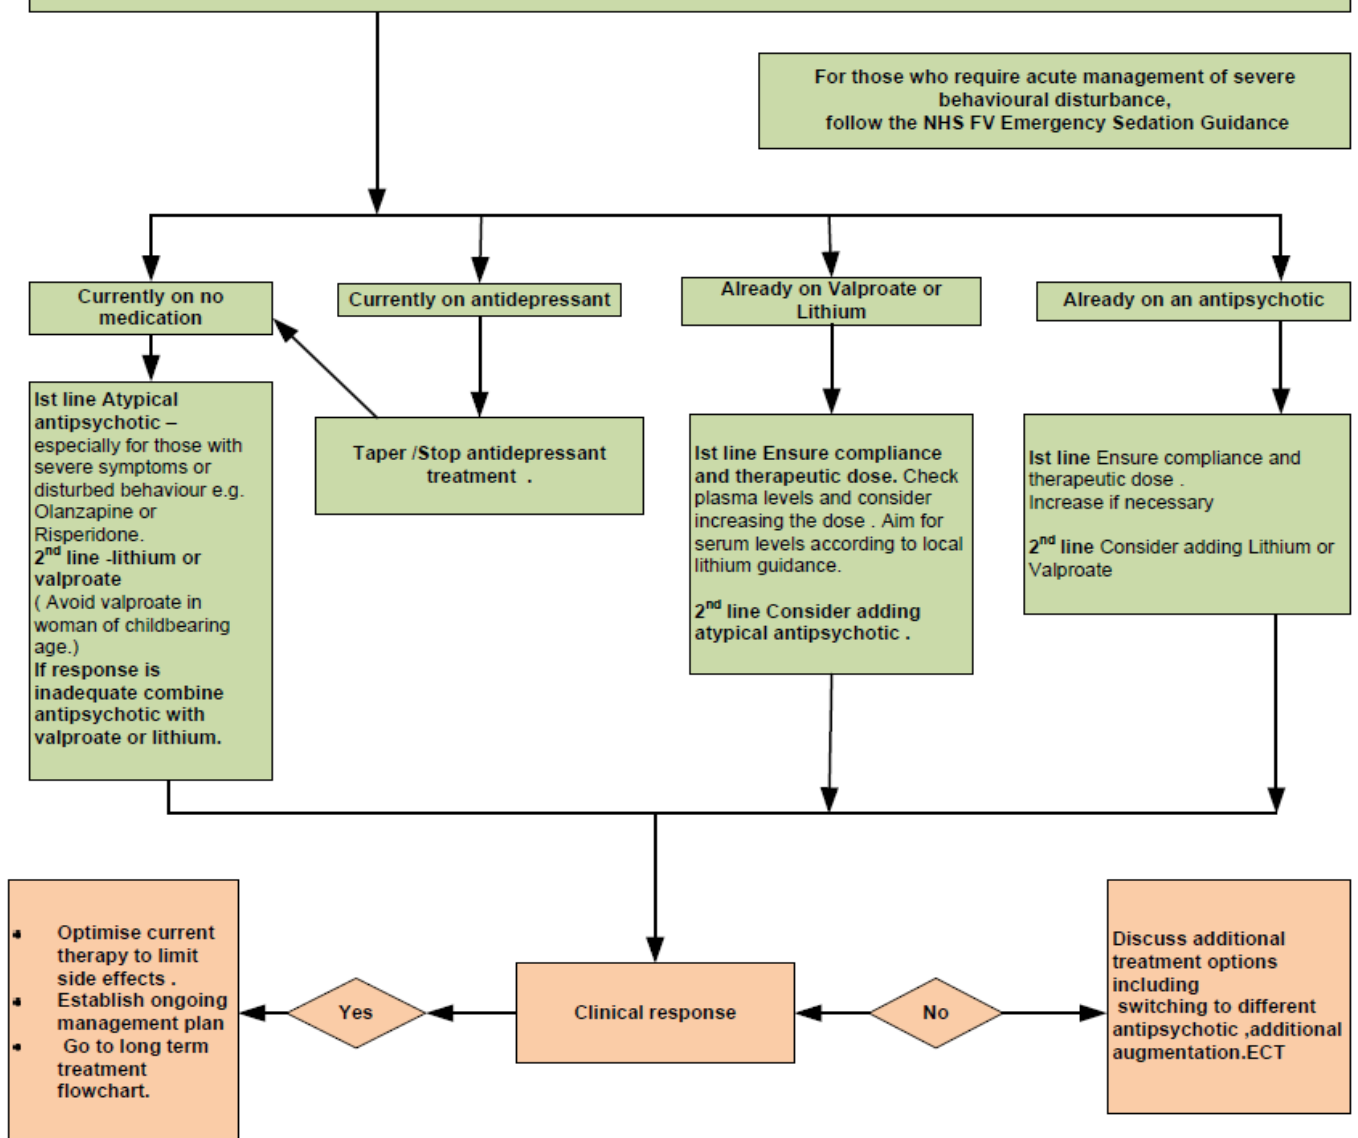 For those who require acute management of severe
behavioural disturbance,
follow the NHS FV Emergency Sedation Guidance
Currently on no
medication
Currently on antidepressant
Already on Valproate or
Lithium
Already on an antipsychotic
Ist line Atypical
antipsychotic –
especially for those with
severe symptoms or
disturbed behaviour e.g.
Olanzapine or
Risperidone.
2nd line -lithium or
valproate
( Avoid valproate in
woman of childbearing
age.)
If response is
inadequate combine
antipsychotic with
valproate or lithium.
Taper /Stop antidepressant
treatment .
Ist line Ensure compliance
and therapeutic dose. Check
plasma levels and consider
increasing the dose . Aim for
serum levels according to local
lithium guidance.
2nd line Consider adding
atypical antipsychotic .
Ist line Ensure compliance and
therapeutic dose .
Increase if necessary
2nd line Consider adding Lithium or
Valproate
• Optimise current
therapy to limit
side effects .
• Establish ongoing
management plan
• Go to long term
treatment
flowchart.
Yes
Clinical response
No
Discuss additional
treatment options
including
switching to different
antipsychotic ,additional
augmentation.ECT